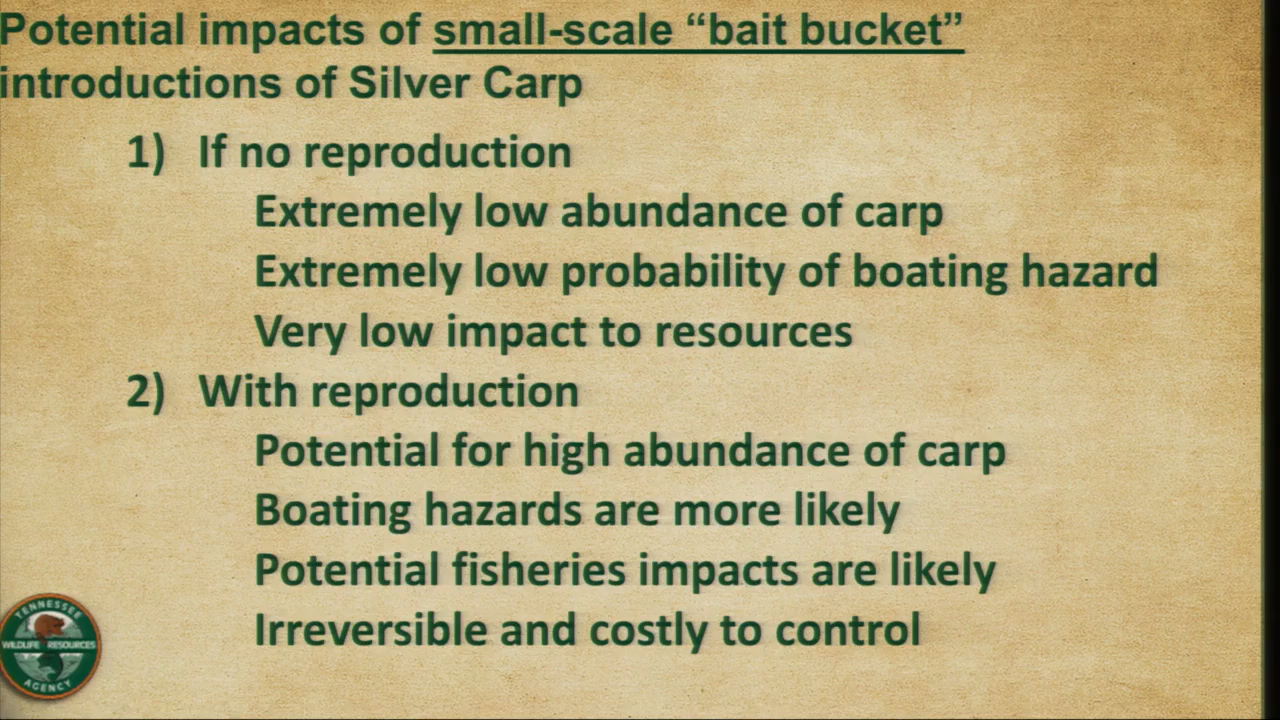 Potential impacts of small-scale “bait bucket”
introductions of Silver Carp
1) If no reproduction
Extremely low abundance of carp
Extremely low probability of boating hazard
Very low impact to resources
2) With reproduction
Potential for high abundance of carp
Boating hazards are more likely
Potential fisheries impacts are likely
Irreversible and costly to control
TENNESSEE
WILDLIFE RESOURCES
AGENCY